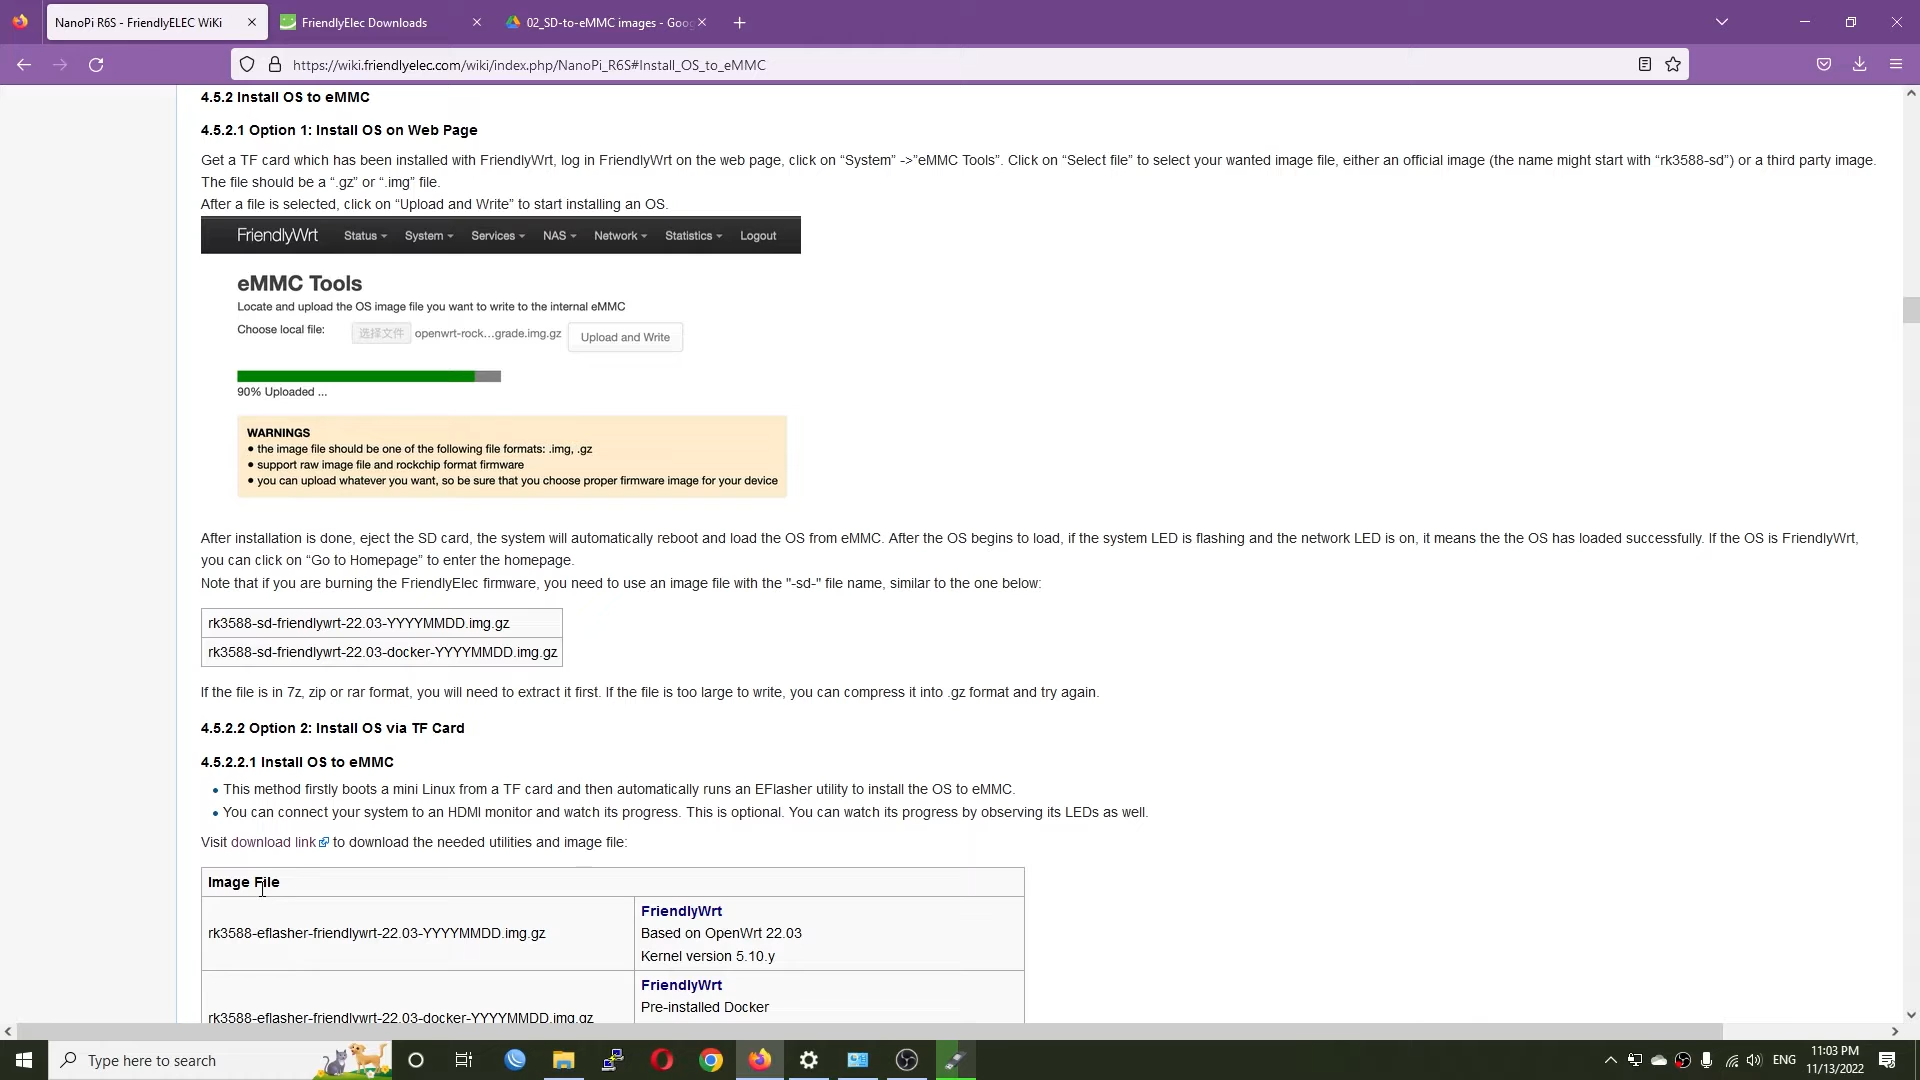 NanoPi R6S - FriendlyELEC WiKi
FriendlyElec Downloads
02_SD-to-eMMC images - Goog
https://wiki.friendlyelec.com/wiki/index.php/NanoPi_R6S#Install_OS_to_eMMC
4.5.2 Install OS to eMMC
4.5.2.1 Option 1: Install OS on Web Page
Get a TF card which has been installed with FriendlyWrt, log in FriendlyWrt on the web page, click on “System” ->”eMMC Tools”. Click on “Select file” to select your wanted image file, either an official image (the name might start with “rk3588-sd”) or a third party image.
The file should be a “.gz” or “.img” file.
After a file is selected, click on “Upload and Write” to start installing an OS.
FriendlyWrt Status System Services NAS Network Statistics Logout
eMMC Tools
Locate and upload the OS image file you want to write to the internal eMMC
Choose local file: 选择文件 openwrt-rock...grade.img.gz Upload and Write
90% Uploaded ...
WARNINGS
• the image file should be one of the following file formats: .img, .gz
• support raw image file and rockchip format firmware
• you can upload whatever you want, so be sure that you choose proper firmware image for your device
After installation is done, eject the SD card, the system will automatically reboot and load the OS from eMMC. After the OS begins to load, if the system LED is flashing and the network LED is on, it means the the OS has loaded successfully. If the OS is FriendlyWrt,
you can click on “Go to Homepage” to enter the homepage.
Note that if you are burning the FriendlyElec firmware, you need to use an image file with the "-sd-" file name, similar to the one below:
rk3588-sd-friendlywrt-22.03-YYYYMMDD.img.gz
rk3588-sd-friendlywrt-22.03-docker-YYYYMMDD.img.gz
If the file is in 7z, zip or rar format, you will need to extract it first. If the file is too large to write, you can compress it into .gz format and try again.
4.5.2.2 Option 2: Install OS via TF Card
4.5.2.2.1 Install OS to eMMC
• This method firstly boots a mini Linux from a TF card and then automatically runs an EFlasher utility to install the OS to eMMC.
• You can connect your system to an HDMI monitor and watch its progress. This is optional. You can watch its progress by observing its LEDs as well.
Visit download link to download the needed utilities and image file:
Image File
rk3588-eflasher-friendlywrt-22.03-YYYYMMDD.img.gz
FriendlyWrt
Based on OpenWrt 22.03
Kernel version 5.10.y
rk3588-eflasher-friendlywrt-22.03-docker-YYYYMMDD.img.gz
FriendlyWrt
Pre-installed Docker
Type here to search
ENG
11:03 PM
11/13/2022